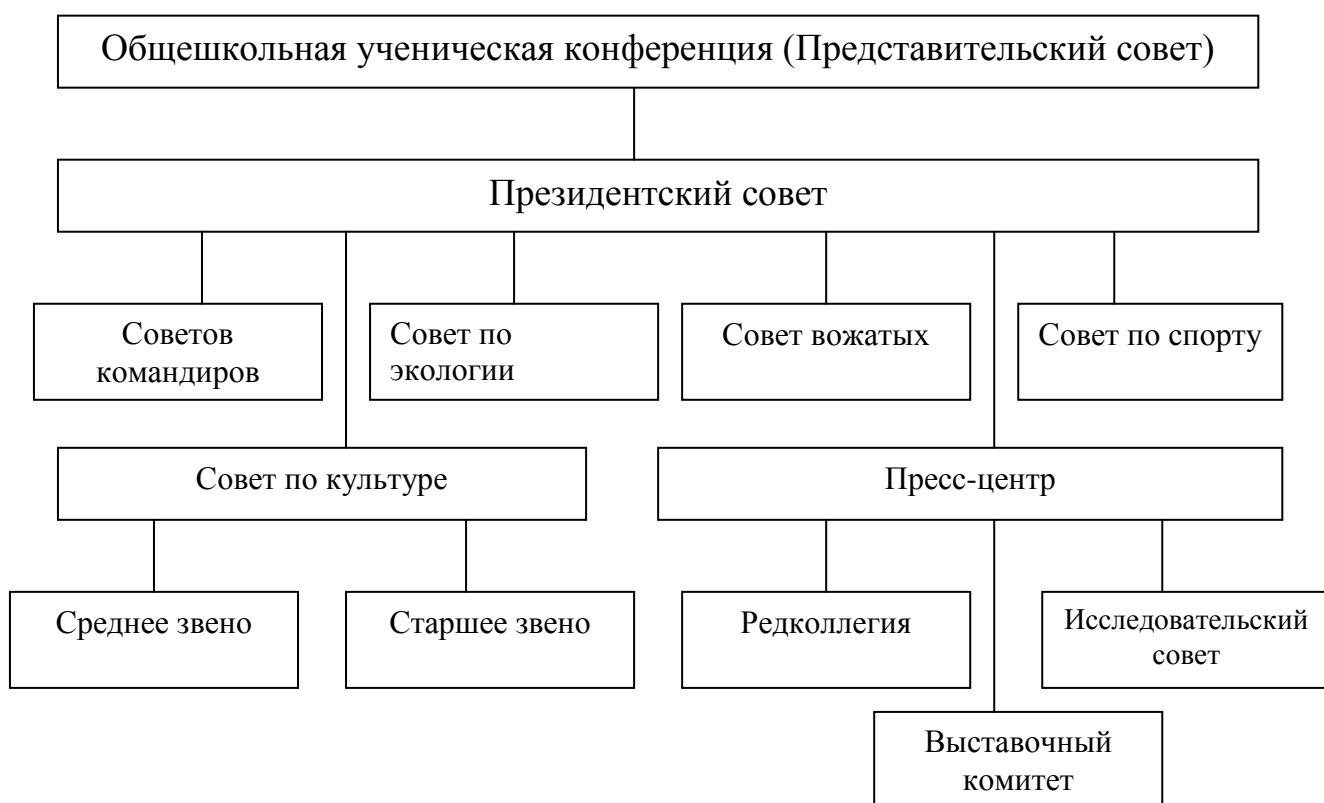 Общешкольная ученическая конференция (Представительский совет)
Президентский совет
Советов
командиров
Совет по
экологии
Совет вожатых
Совет по спорту
Совет по культуре
Пресс-центр
Среднее звено
Старшее звено
Редколлегия
Исследовательский
совет
Выставочный
комитет